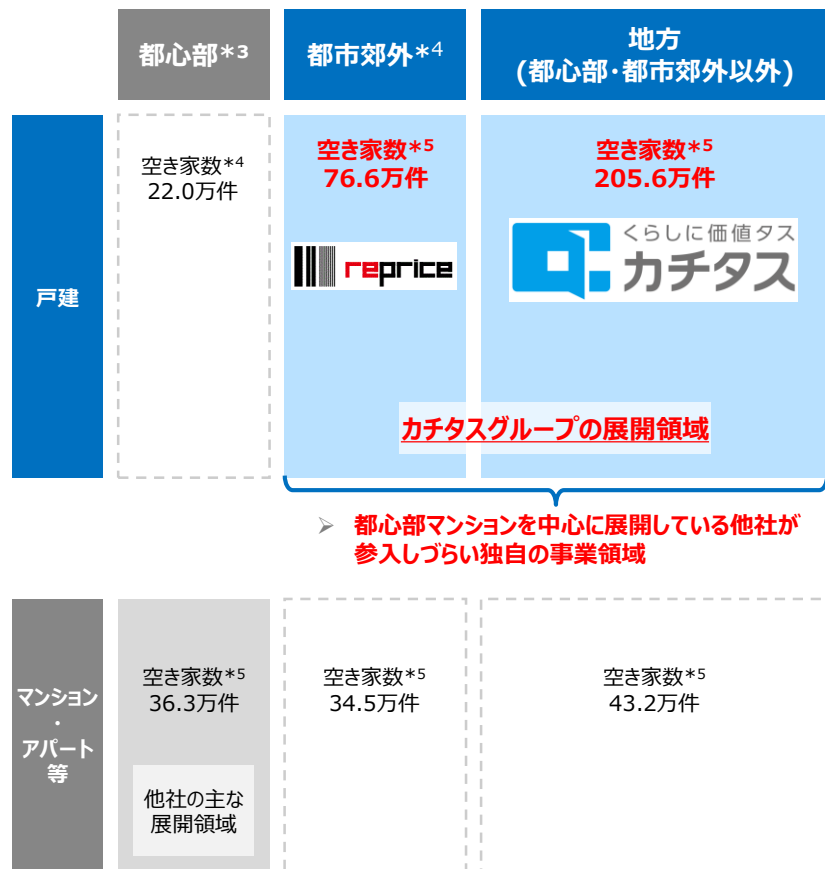 都心部*3
都市郊外*4
地方
(都心部・都市郊外以外)
戸建
空き家数*4
22.0万件
空き家数*5
76.6万件
reprice
空き家数*5
205.6万件
くらしに価値タス
カチタス
カチタスグループの展開領域
➢ 都心部マンションを中心に展開している他社が
参入しづらい独自の事業領域
マンション
・
アパート
等
空き家数*5
36.3万件
他社の主な
展開領域
空き家数*5
34.5万件
空き家数*5
43.2万件